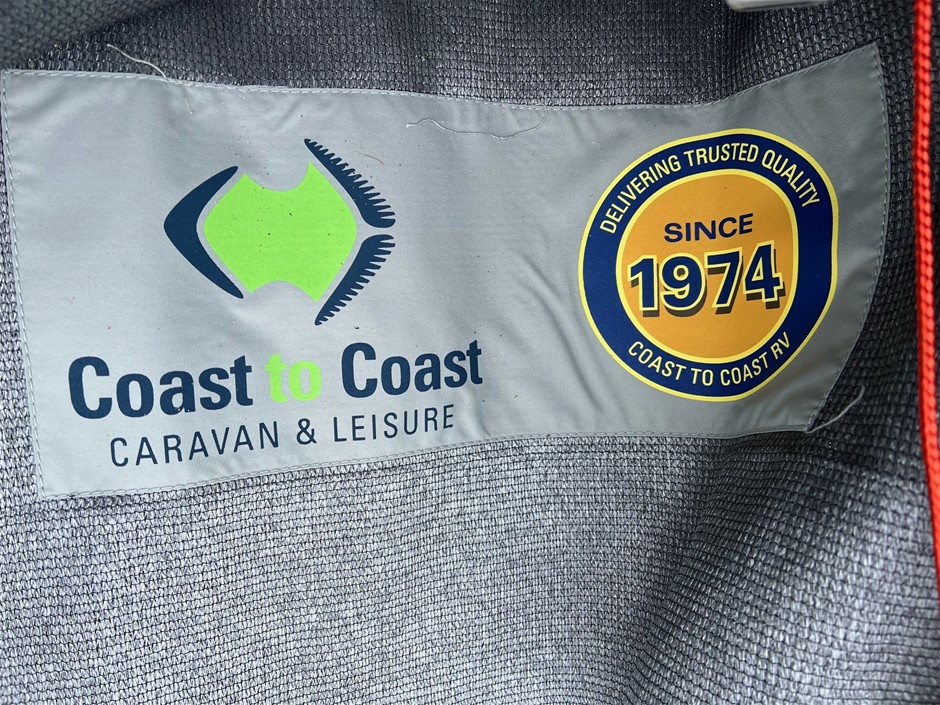 Coast to Coast
CARAVAN & LEISURE
DELIVERING TRUSTED QUALITY
SINCE
1974
COAST TO COAST RV